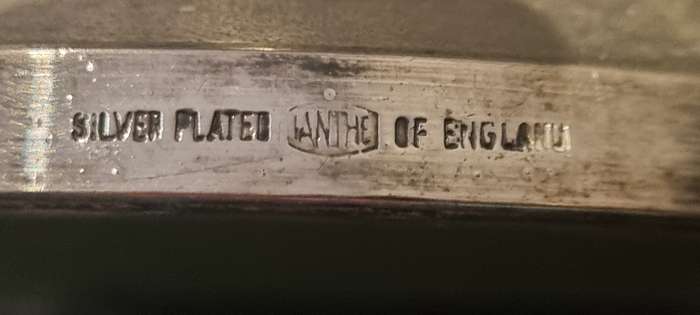 SILVER PLATED IANTHE OF ENGLAND